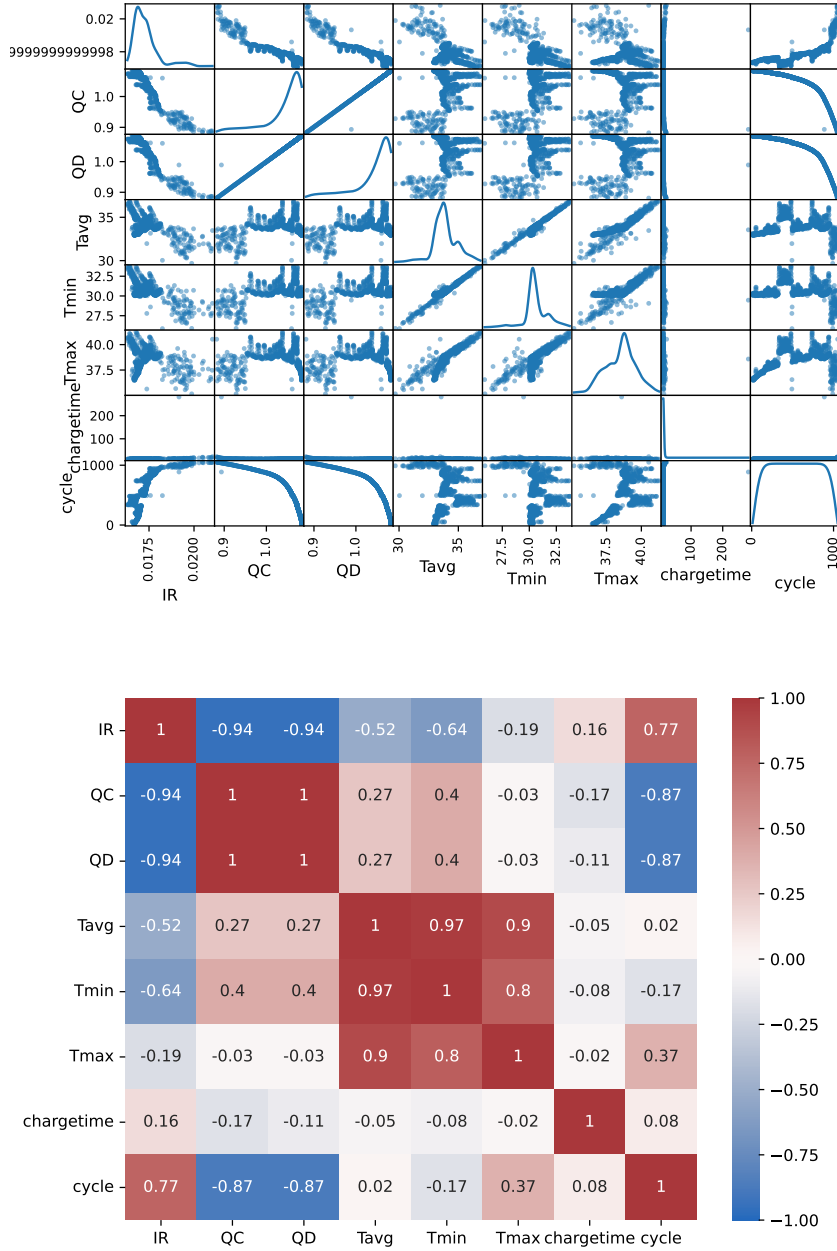 0.02
9999999999998
QC
1.0
0.9
QD
1.0
0.9
Tavg
35
30
Tmin
32.5
30.0
27.5
Tmax
40.0
37.5
chargetime
200
100
cycle
1000
0
0.0175 0.0200 0.9 1.0 0.9 1.0 30 35 27.5 30.0 32.5 37.5 40.0 100 200 0 1000
IR QC QD Tavg Tmin Tmax chargetime cycle
IR 1 -0.94 -0.94 -0.52 -0.64 -0.19 0.16 0.77
QC -0.94 1 1 0.27 0.4 -0.03 -0.17 -0.87
QD -0.94 1 1 0.27 0.4 -0.03 -0.11 -0.87
Tavg -0.52 0.27 0.27 1 0.97 0.9 -0.05 0.02
Tmin -0.64 0.4 0.4 0.97 1 0.8 -0.08 -0.17
Tmax -0.19 -0.03 -0.03 0.9 0.8 1 -0.02 0.37
chargetime 0.16 -0.17 -0.11 -0.05 -0.08 -0.02 1 0.08
cycle 0.77 -0.87 -0.87 0.02 -0.17 0.37 0.08 1
IR QC QD Tavg Tmin Tmax chargetime cycle
1.00
0.75
0.50
0.25
0.00
−0.25
−0.50
−0.75
−1.00